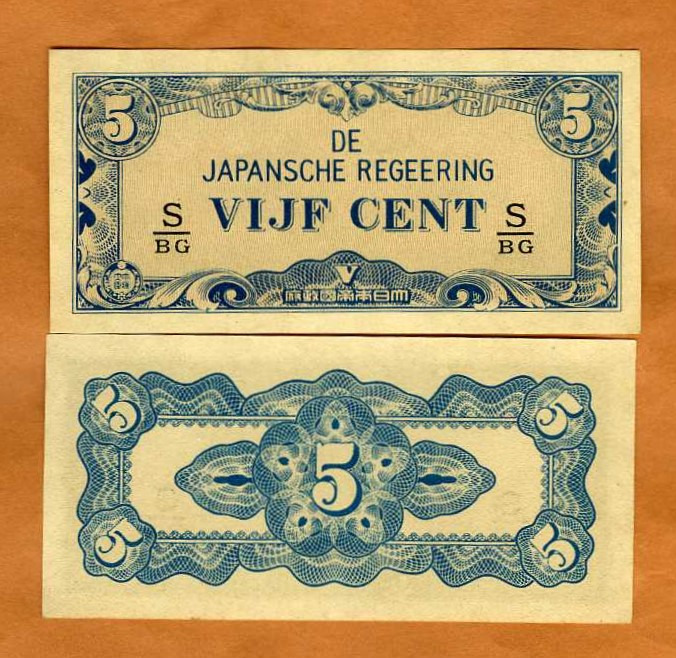 5 5
DE
JAPANSCHE REGEERING
S VIJF CENT S
BG BG
V
府政國帝本日大
5 5
5
5 5